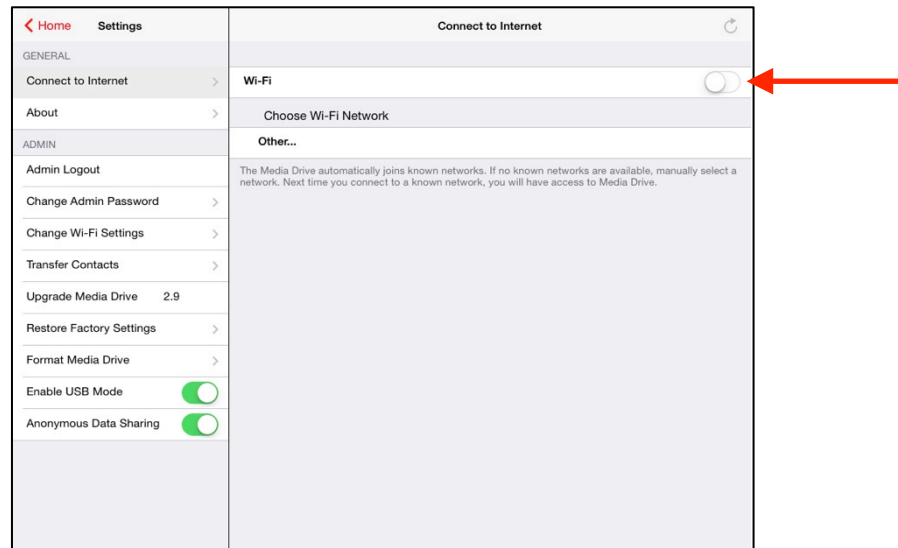 Home Settings
GENERAL
Connect to Internet
About
ADMIN
Admin Logout
Change Admin Password
Change Wi-Fi Settings
Transfer Contacts
Upgrade Media Drive 2.9
Restore Factory Settings
Format Media Drive
Enable USB Mode
Anonymous Data Sharing
Connect to Internet
Wi-Fi
Choose Wi-Fi Network
Other...
The Media Drive automatically joins known networks. If no known networks are available, manually select a
network. Next time you connect to a known network, you will have access to Media Drive.